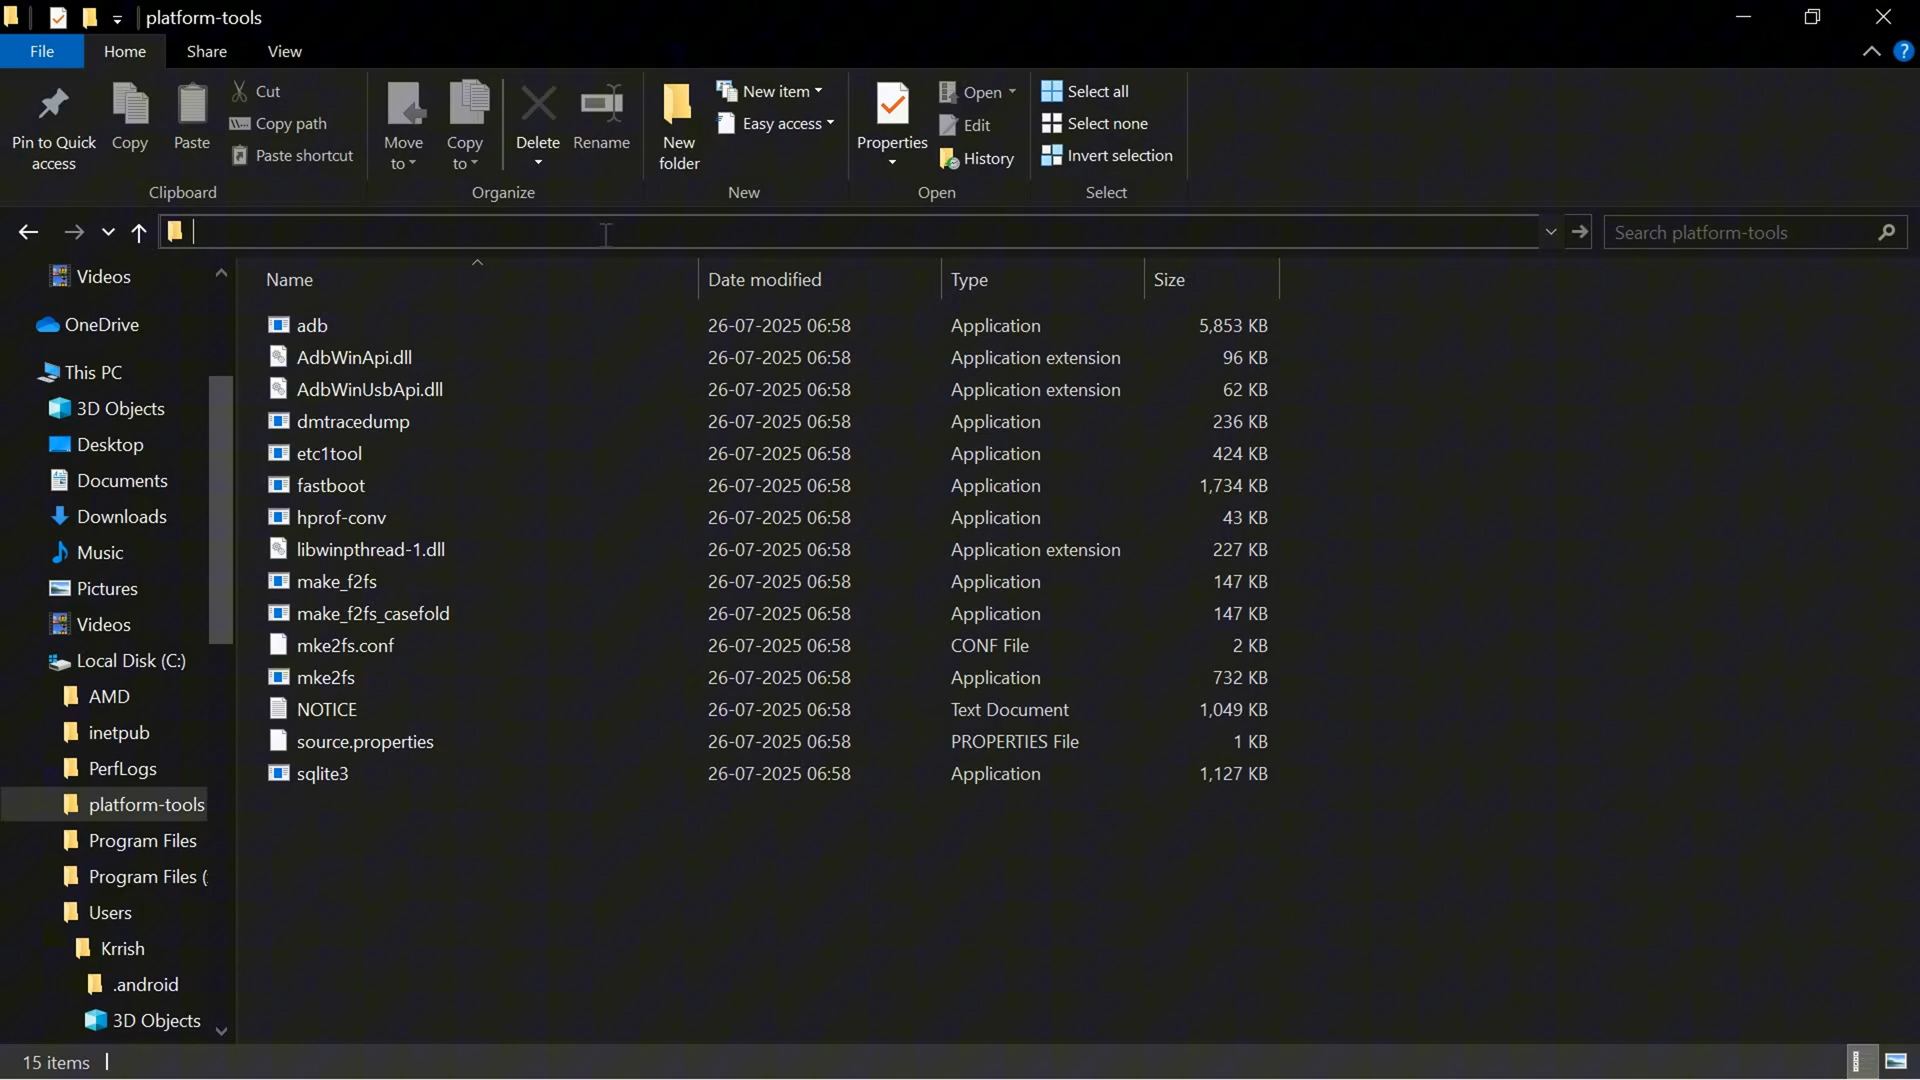 platform-tools
File Home Share View
Pin to Quick access
Copy
Paste
Cut
Copy path
Paste shortcut
Clipboard
Move to
Copy to
Delete
Rename
Organize
New folder
New item
Easy access
New
Properties
Open
Edit
History
Open
Select all
Select none
Invert selection
Select
Search platform-tools
Videos
OneDrive
This PC
3D Objects
Desktop
Documents
Downloads
Music
Pictures
Videos
Local Disk (C:)
AMD
inetpub
PerfLogs
platform-tools
Program Files
Program Files (
Users
Krrish
.android
3D Objects
Name Date modified Type Size
adb 26-07-2025 06:58 Application 5,853 KB
AdbWinApi.dll 26-07-2025 06:58 Application extension 96 KB
AdbWinUsbApi.dll 26-07-2025 06:58 Application extension 62 KB
dmtracedump 26-07-2025 06:58 Application 236 KB
etc1tool 26-07-2025 06:58 Application 424 KB
fastboot 26-07-2025 06:58 Application 1,734 KB
hprof-conv 26-07-2025 06:58 Application 43 KB
libwinpthread-1.dll 26-07-2025 06:58 Application extension 227 KB
make_f2fs 26-07-2025 06:58 Application 147 KB
make_f2fs_casefold 26-07-2025 06:58 Application 147 KB
mke2fs.conf 26-07-2025 06:58 CONF File 2 KB
mke2fs 26-07-2025 06:58 Application 732 KB
NOTICE 26-07-2025 06:58 Text Document 1,049 KB
source.properties 26-07-2025 06:58 PROPERTIES File 1 KB
sqlite3 26-07-2025 06:58 Application 1,127 KB
15 items